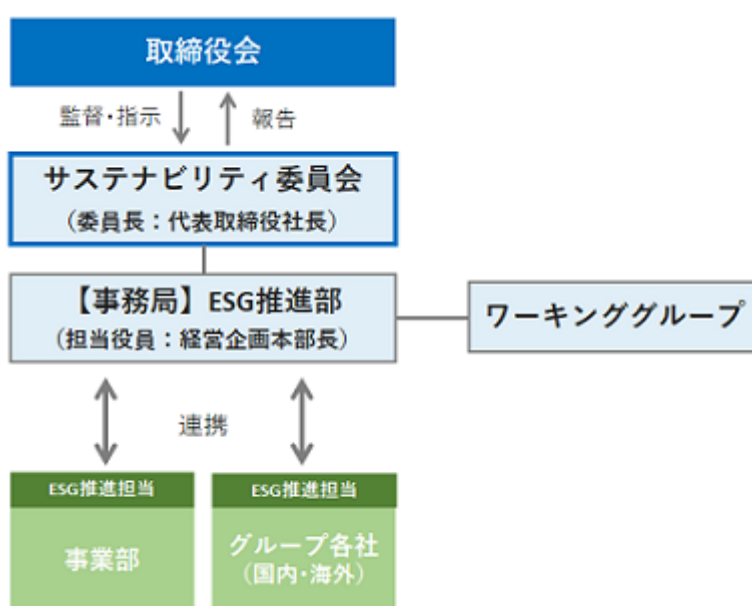 取締役会
監督・指示
報告
サステナビリティ委員会
（委員長：代表取締役社長）
【事務局】ESG推進部
（担当役員：経営企画本部長）
ワーキンググループ
連携
ESG推進担当
事業部
ESG推進担当
グループ各社
（国内・海外）